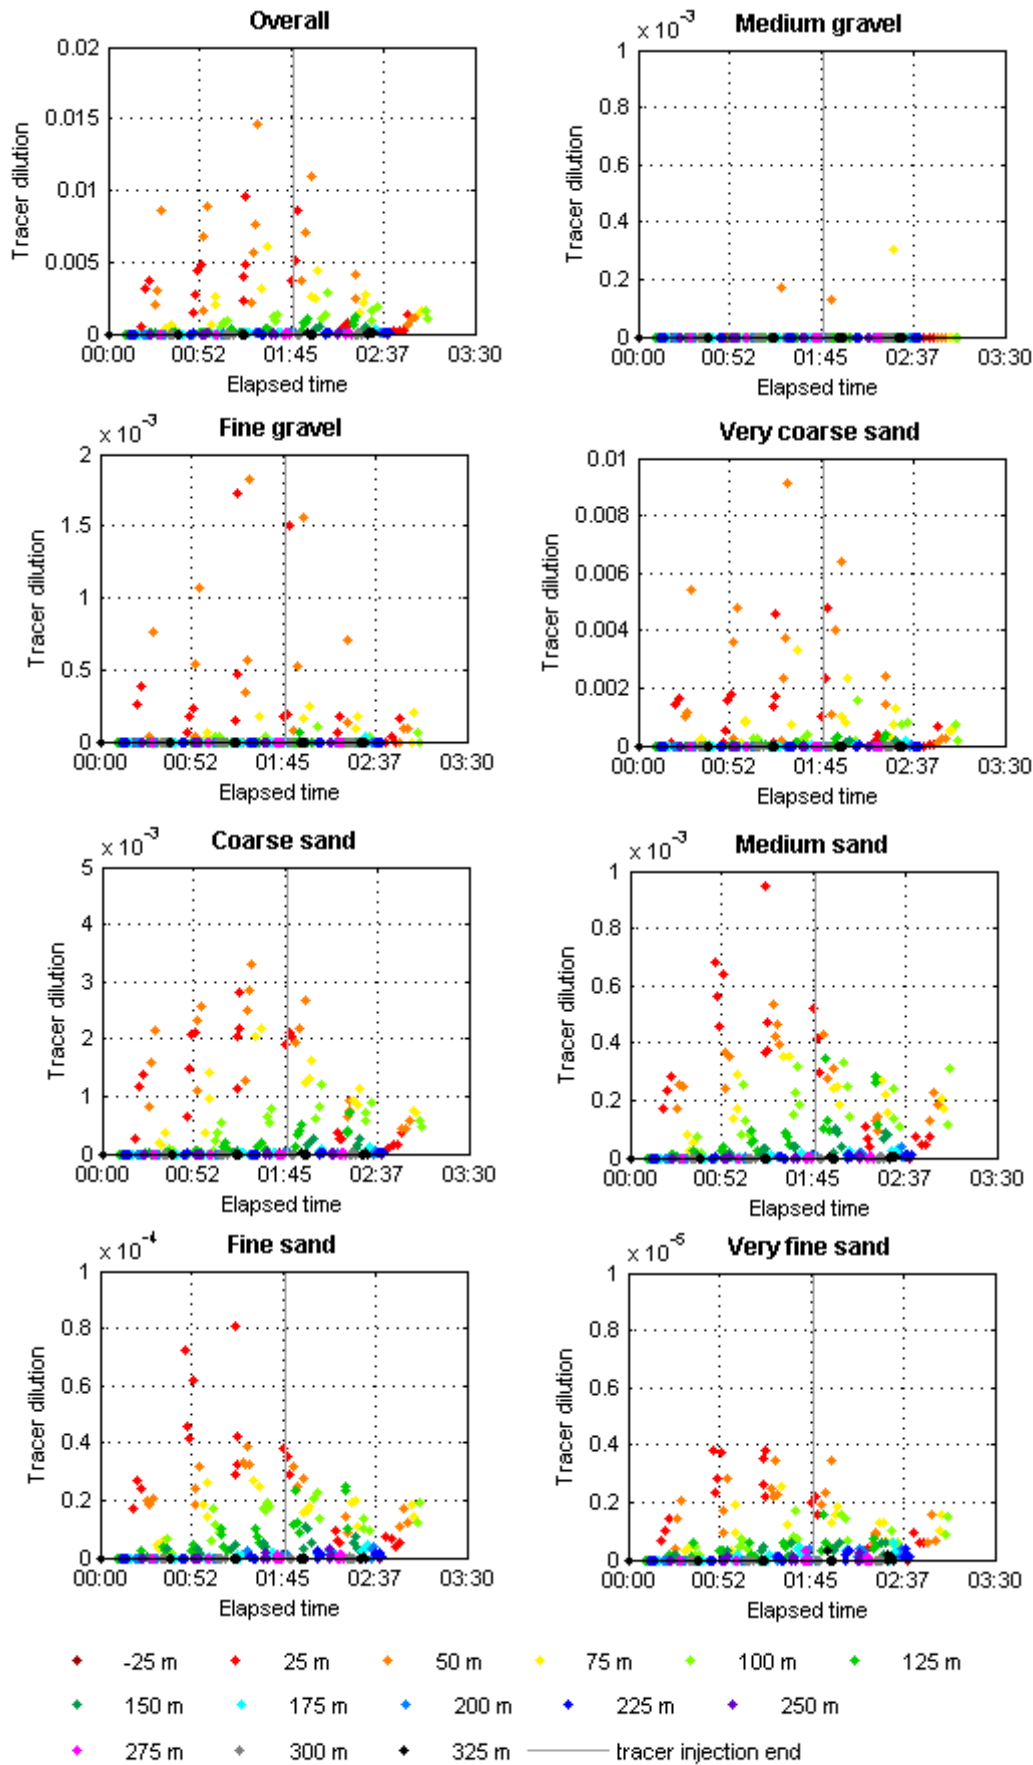 Overall
Medium gravel
x 10^-3
0.02
0.015
0.01
0.005
0
1
0.8
0.6
0.4
0.2
0
Tracer dilution
Tracer dilution
00:00 00:52 01:45 02:37 03:30
00:00 00:52 01:45 02:37 03:30
Elapsed time
Elapsed time
Fine gravel
Very coarse sand
x 10^-3
2
1.5
1
0.5
0
0.01
0.008
0.006
0.004
0.002
0
Tracer dilution
Tracer dilution
00:00 00:52 01:45 02:37 03:30
00:00 00:52 01:45 02:37 03:30
Elapsed time
Elapsed time
Coarse sand
Medium sand
x 10^-3
x 10^-3
5
4
3
2
1
0
1
0.8
0.6
0.4
0.2
0
Tracer dilution
Tracer dilution
00:00 00:52 01:45 02:37 03:30
00:00 00:52 01:45 02:37 03:30
Elapsed time
Elapsed time
Fine sand
Very fine sand
x 10^-4
x 10^-5
1
0.8
0.6
0.4
0.2
0
1
0.8
0.6
0.4
0.2
0
Tracer dilution
Tracer dilution
00:00 00:52 01:45 02:37 03:30
00:00 00:52 01:45 02:37 03:30
Elapsed time
Elapsed time
-25 m 25 m 50 m 75 m 100 m 125 m
150 m 175 m 200 m 225 m 250 m
275 m 300 m 325 m tracer injection end